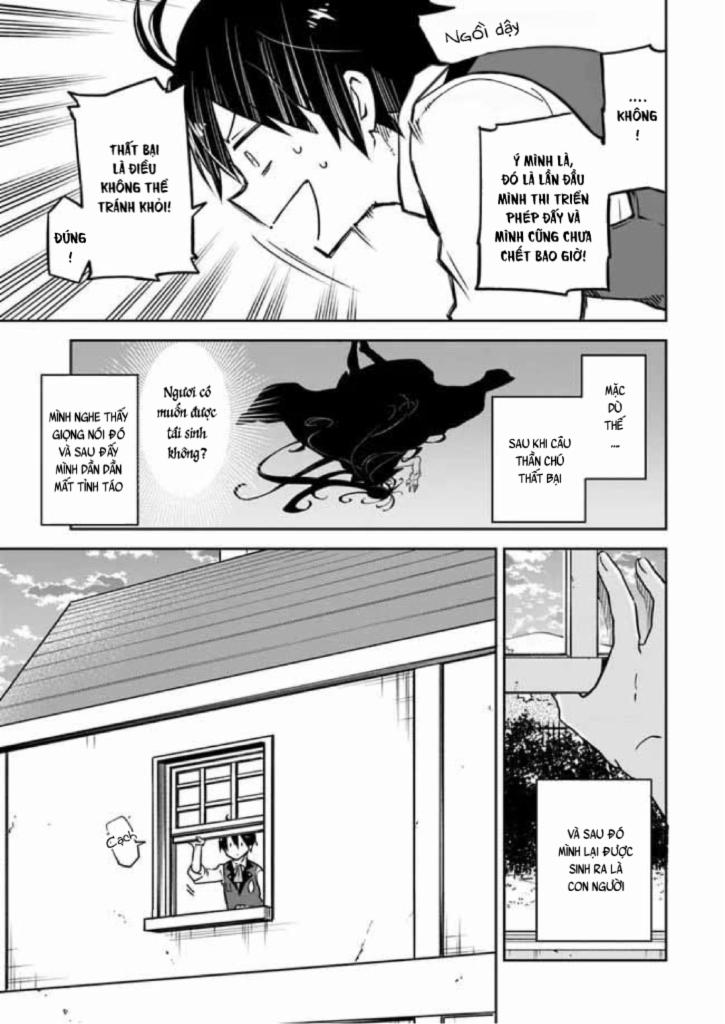 Ngồi dậy
....
KHÔNG
!
Ý MÌNH LÀ,
ĐÓ LÀ LẦN ĐẦU
MÌNH THI TRIỂN
PHÉP ĐẤY VÀ
MÌNH CŨNG CHƯA
CHẾT BAO GIỜ!
THẤT BẠI
LÀ ĐIỀU
KHÔNG THỂ
TRÁNH KHỎI!
ĐÚNG
!
MẶC
DÙ
THẾ
....
SAU KHI CÂU
THẦN CHÚ
THẤT BẠI
Ngươi có
muốn được
tái sinh
không?
MÌNH NGHE THẤY
GIỌNG NÓI ĐÓ
VÀ SAU ĐẤY
MÌNH DẦN DẦN
MẤT TỈNH TÁO
VÀ SAU ĐÓ
MÌNH LẠI ĐƯỢC
SINH RA LÀ
CON NGƯỜI
Cạch